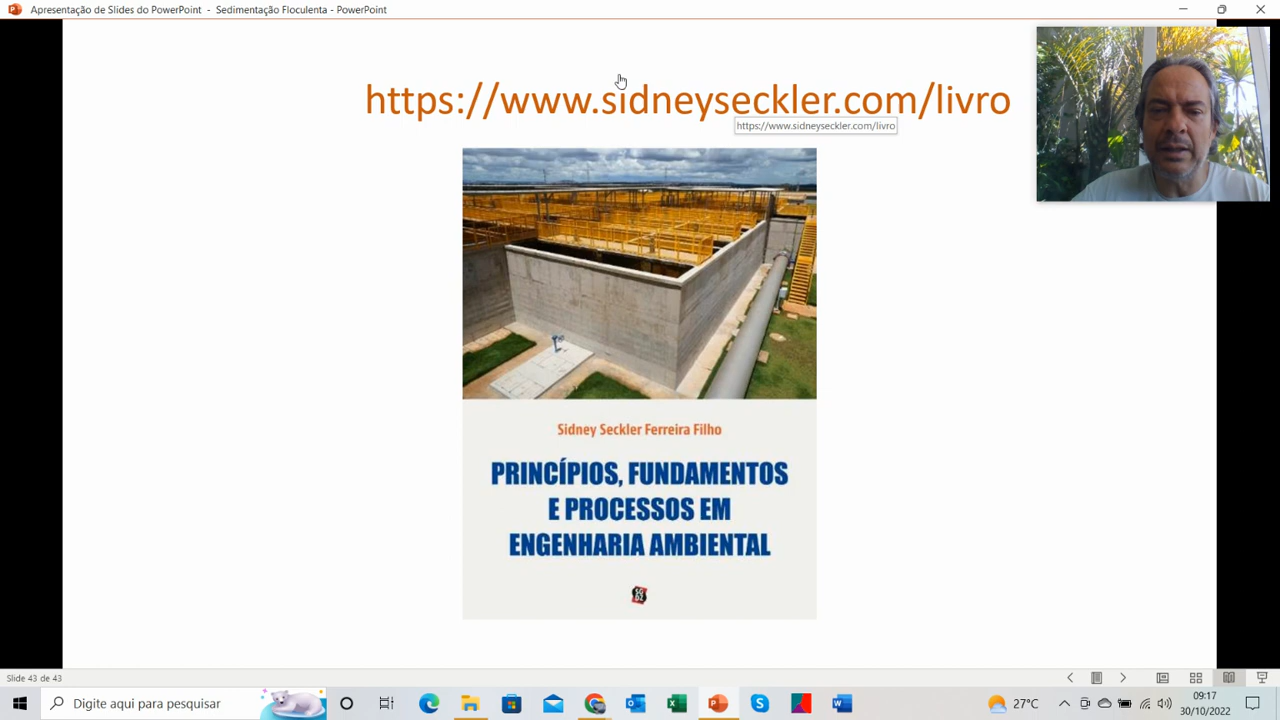 Apresentação de Slides do PowerPoint - Sedimentação Floculenta - PowerPoint
https://www.sidneyseckler.com/livro
https://www.sidneyseckler.com/livro
Sidney Seckler Ferreira Filho
PRINCÍPIOS, FUNDAMENTOS
E PROCESSOS EM
ENGENHARIA AMBIENTAL
Slide 43 de 43
Digite aqui para pesquisar
27°C
09:17
30/10/2022